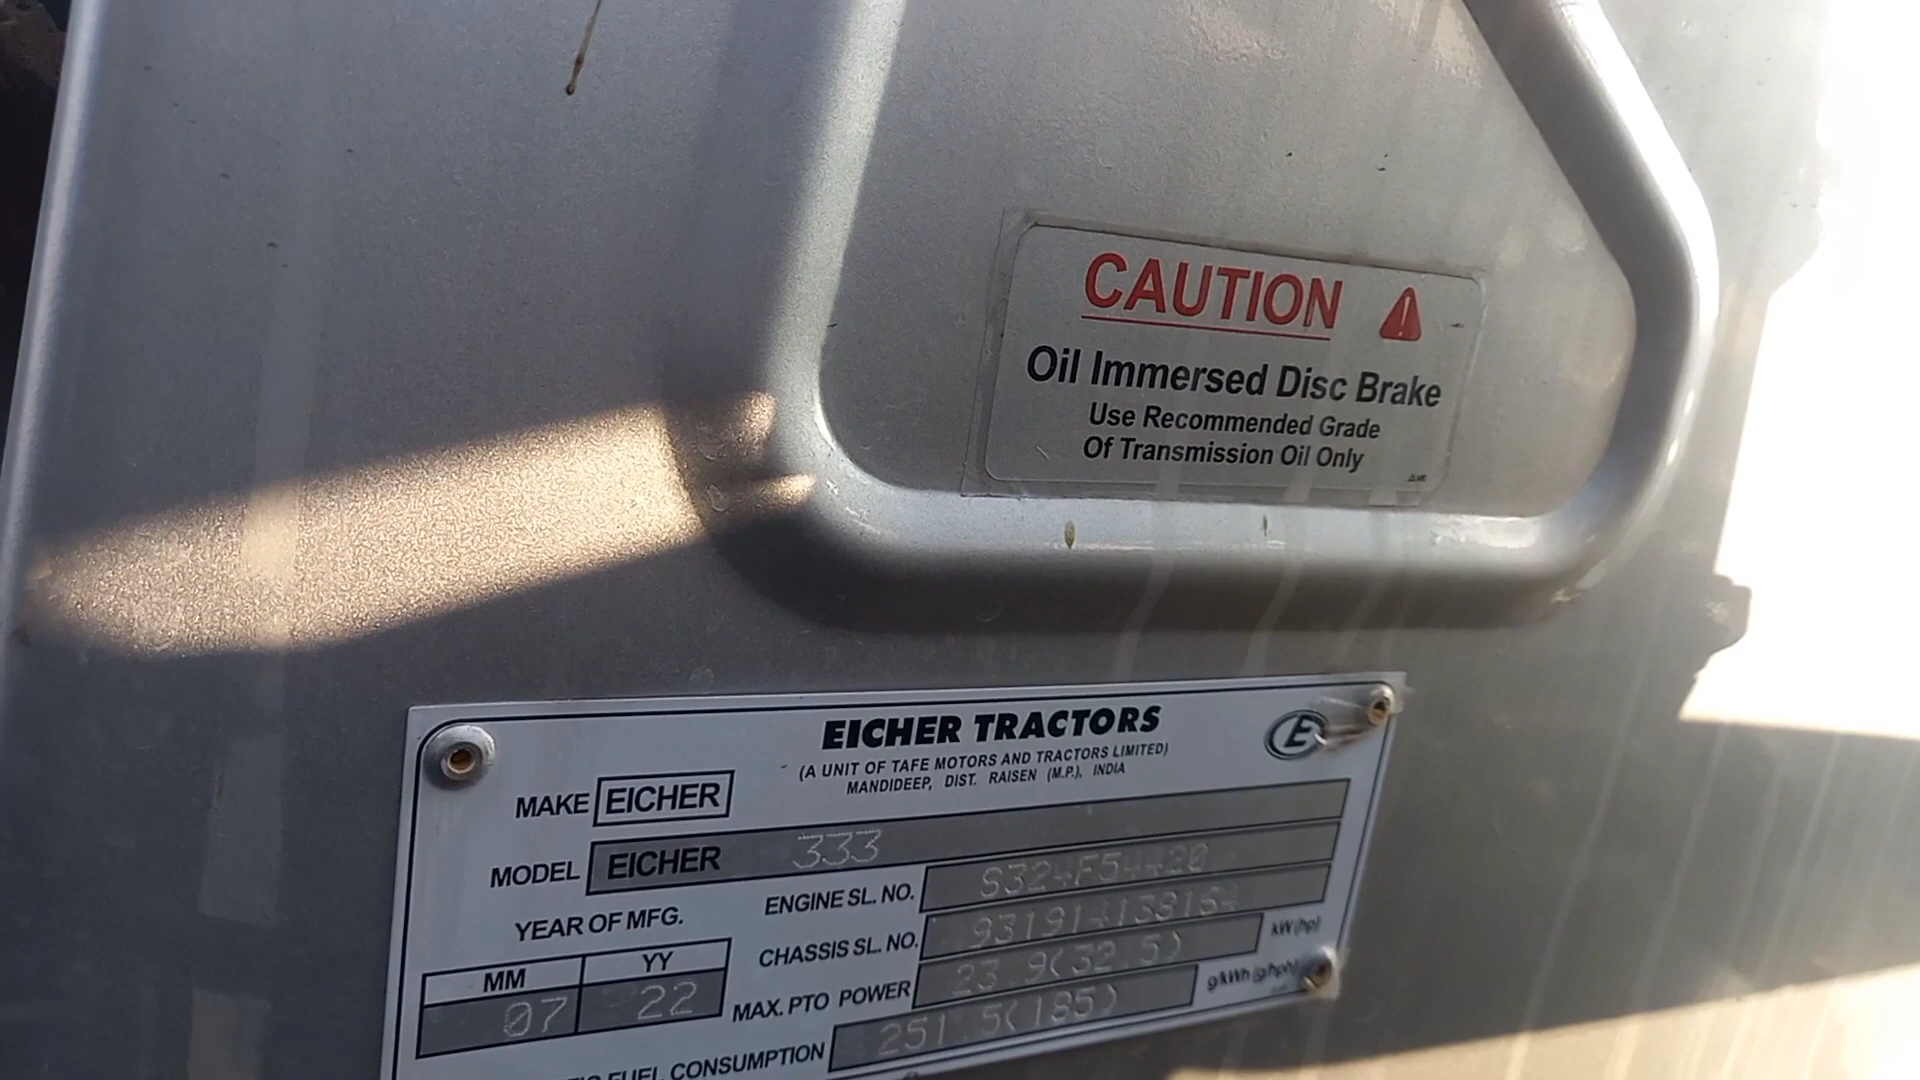 CAUTION
Oil Immersed Disc Brake
Use Recommended Grade
Of Transmission Oil Only
EICHER TRACTORS
E
(A UNIT OF TAFE MOTORS AND TRACTORS LIMITED)
MANDIDEEP, DIST. RAISEN (M.P.), INDIA
MAKE EICHER
MODEL EICHER 333
ENGINE SL. NO. S324F54430
YEAR OF MFG.
CHASSIS SL. NO.
MM YY
07 22
MAX. PTO POWER 23.9(32.5) kW (hp)
FUEL CONSUMPTION 251.5(185) g/kWh (g/hph)